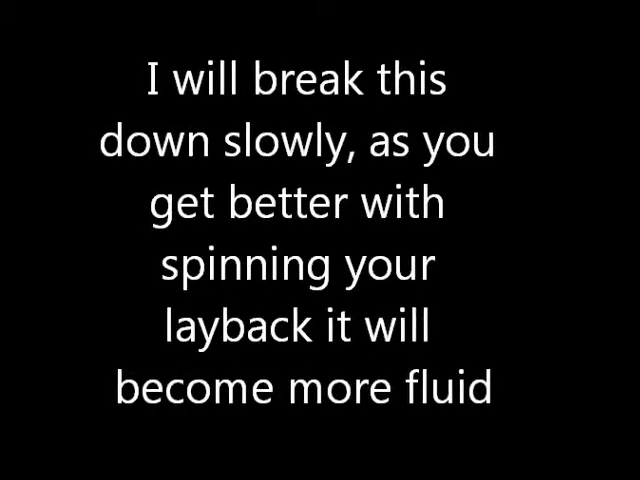 I will break this
down slowly, as you
get better with
spinning your
layback it will
become more fluid